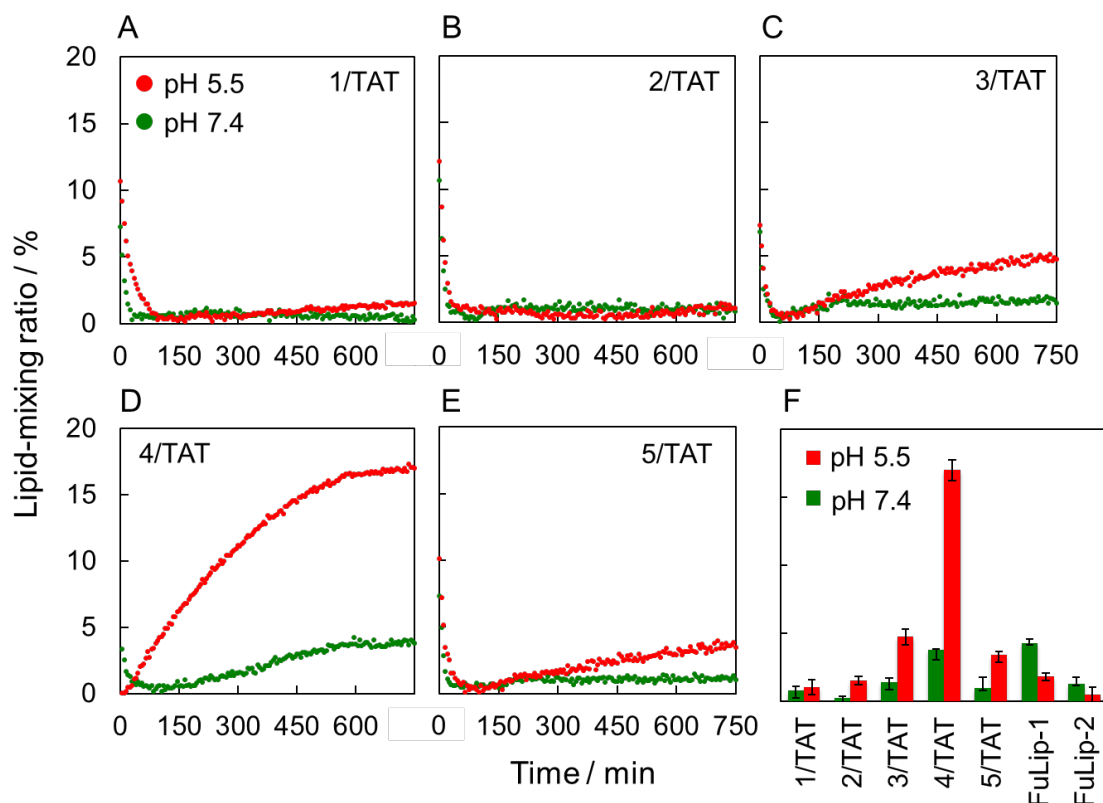 A
B
C
20
15
10
5
0
pH 5.5
pH 7.4
1/TAT
2/TAT
3/TAT
0 150 300 450 600
0 150 300 450 600
0 150 300 450 600 750
Lipid-mixing ratio / %
D
E
F
20
15
10
5
0
4/TAT
5/TAT
pH 5.5
pH 7.4
0 150 300 450 600
0 150 300 450 600 750
1/TAT
2/TAT
3/TAT
4/TAT
5/TAT
FuLip-1
FuLip-2
Time / min